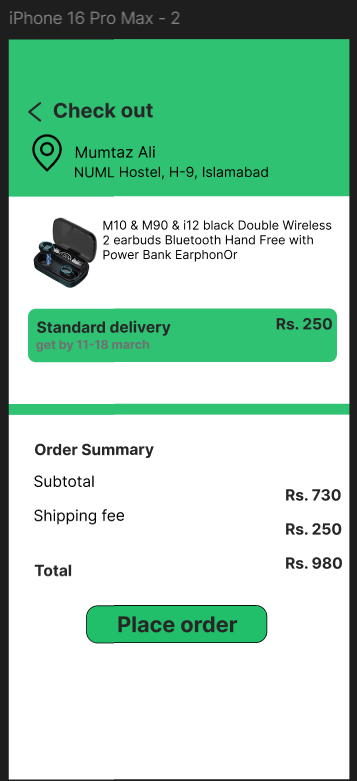 iPhone 16 Pro Max - 2
Check out
Mumtaz Ali
NUML Hostel, H-9, Islamabad
M10 & M90 & i12 black Double Wireless
2 earbuds Bluetooth Hand Free with
Power Bank EarphonOr
Standard delivery Rs. 250
get by 11-18 march
Order Summary
Subtotal
Rs. 730
Shipping fee
Rs. 250
Total
Rs. 980
Place order